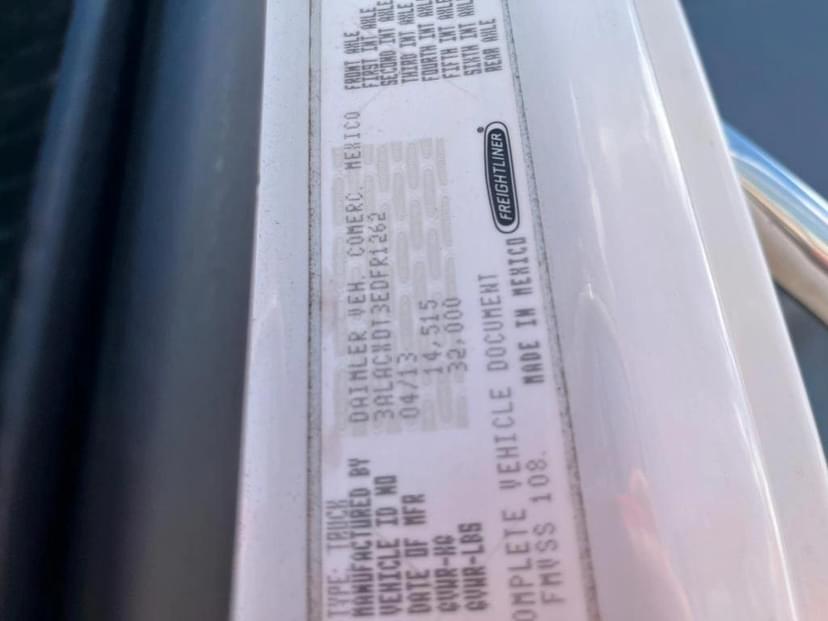 TYPE: TRUCK
MANUFACTURED BY DAIMLER VEH. COMERC. MEXICO
VEHICLE ID NO 3ALACXDT3EDFR1262
DATE OF MFR 04/13
GVWR-KG 14,515
GVWR-LBS 32,000
FRONT AXLE
FIRST INT AXLE
SECOND INT AXLE
THIRD INT AXLE
FOURTH INT AXLE
FIFTH INT AXLE
SIXTH INT AXLE
REAR AXLE
OMPLETE VEHICLE DOCUMENT
FMVSS 108.
MADE IN MEXICO
FREIGHTLINER®